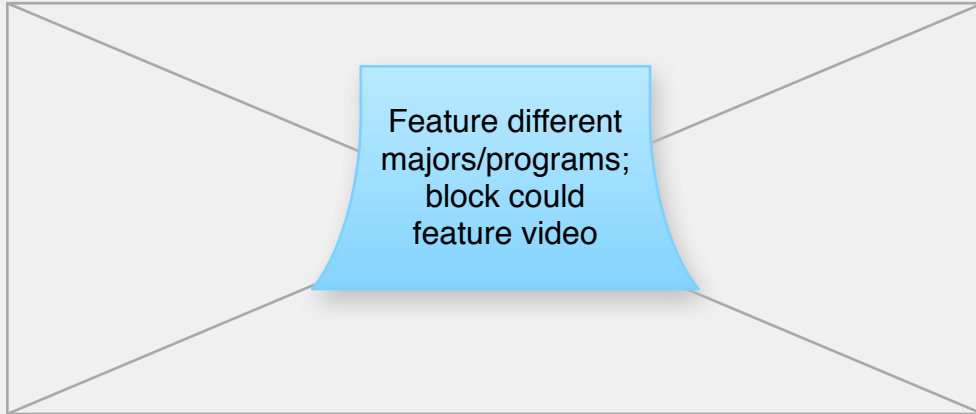 Feature different
majors/programs;
block could
feature video